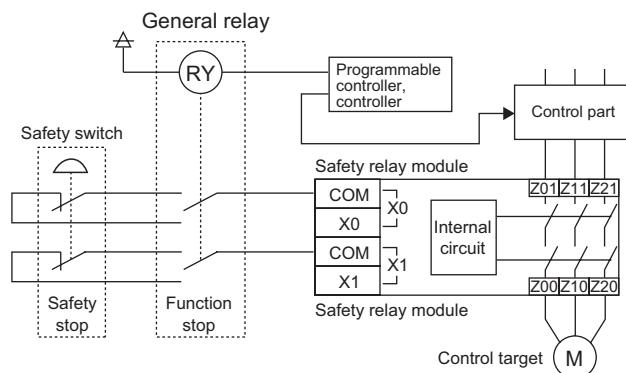 General relay
RY
Programmable
controller,
controller
Control part
Safety switch
Safety relay module
COM
X0
X0
COM
X1
X1
Internal
circuit
Z01 Z11 Z21
Z00 Z10 Z20
Safety
stop
Function
stop
Safety relay module
Control target
M